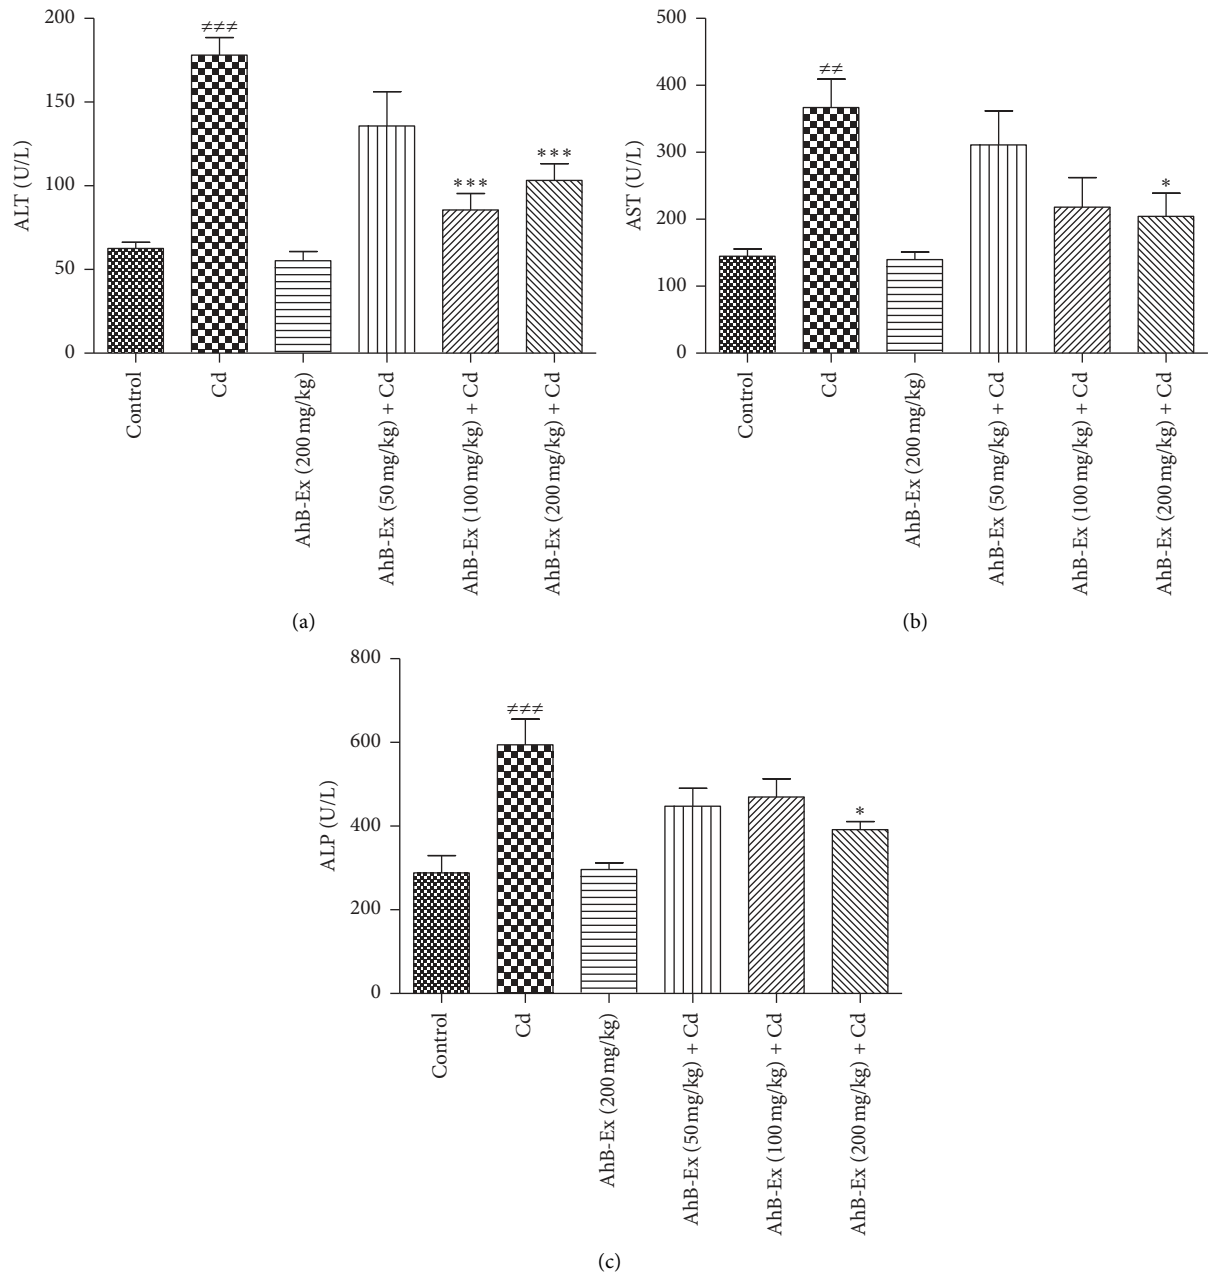 200
150
100
50
0
ALT (U/L)
≠≠≠
***
***
Control
Cd
AhB-Ex (200 mg/kg)
AhB-Ex (50 mg/kg) + Cd
AhB-Ex (100 mg/kg) + Cd
AhB-Ex (200 mg/kg) + Cd
(a)
500
400
300
200
100
0
AST (U/L)
≠≠
*
Control
Cd
AhB-Ex (200 mg/kg)
AhB-Ex (50 mg/kg) + Cd
AhB-Ex (100 mg/kg) + Cd
AhB-Ex (200 mg/kg) + Cd
(b)
800
600
400
200
0
ALP (U/L)
≠≠≠
*
Control
Cd
AhB-Ex (200 mg/kg)
AhB-Ex (50 mg/kg) + Cd
AhB-Ex (100 mg/kg) + Cd
AhB-Ex (200 mg/kg) + Cd
(c)